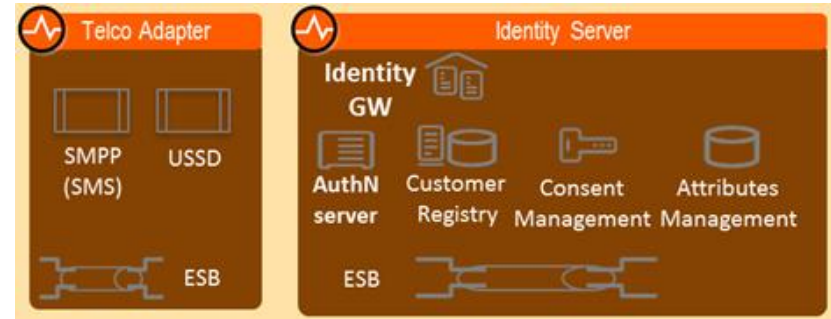 Telco Adapter
SMPP
(SMS)
USSD
ESB
Identity Server
Identity
GW
AuthN
server
Customer
Registry
Consent
Management
Attributes
Management
ESB